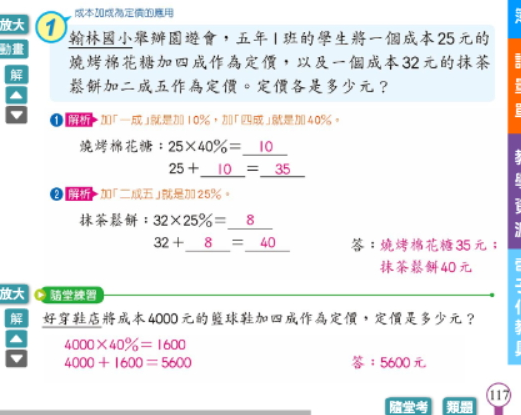 成本加成為定價的應用
放大
動畫
解
1
翰林國小舉辦園遊會，五年1班的學生將一個成本25元的
燒烤棉花糖加四成作為定價，以及一個成本32元的抹茶
鬆餅加二成五作為定價。定價各是多少元？
1 解析 加「一成」就是加10%，加「四成」就是加40%。
燒烤棉花糖：25×40%＝ 10
25＋ 10 ＝ 35
2 解析 加「二成五」就是加25%。
抹茶鬆餅：32×25%＝ 8
32＋ 8 ＝ 40
答：燒烤棉花糖35元；
抹茶鬆餅40元
教學資源
放大
隨堂練習
解
好穿鞋店將成本4000元的籃球鞋加四成作為定價，定價是多少元？
4000×40%＝1600
4000＋1600＝5600
答：5600元
117
隨堂考
類題